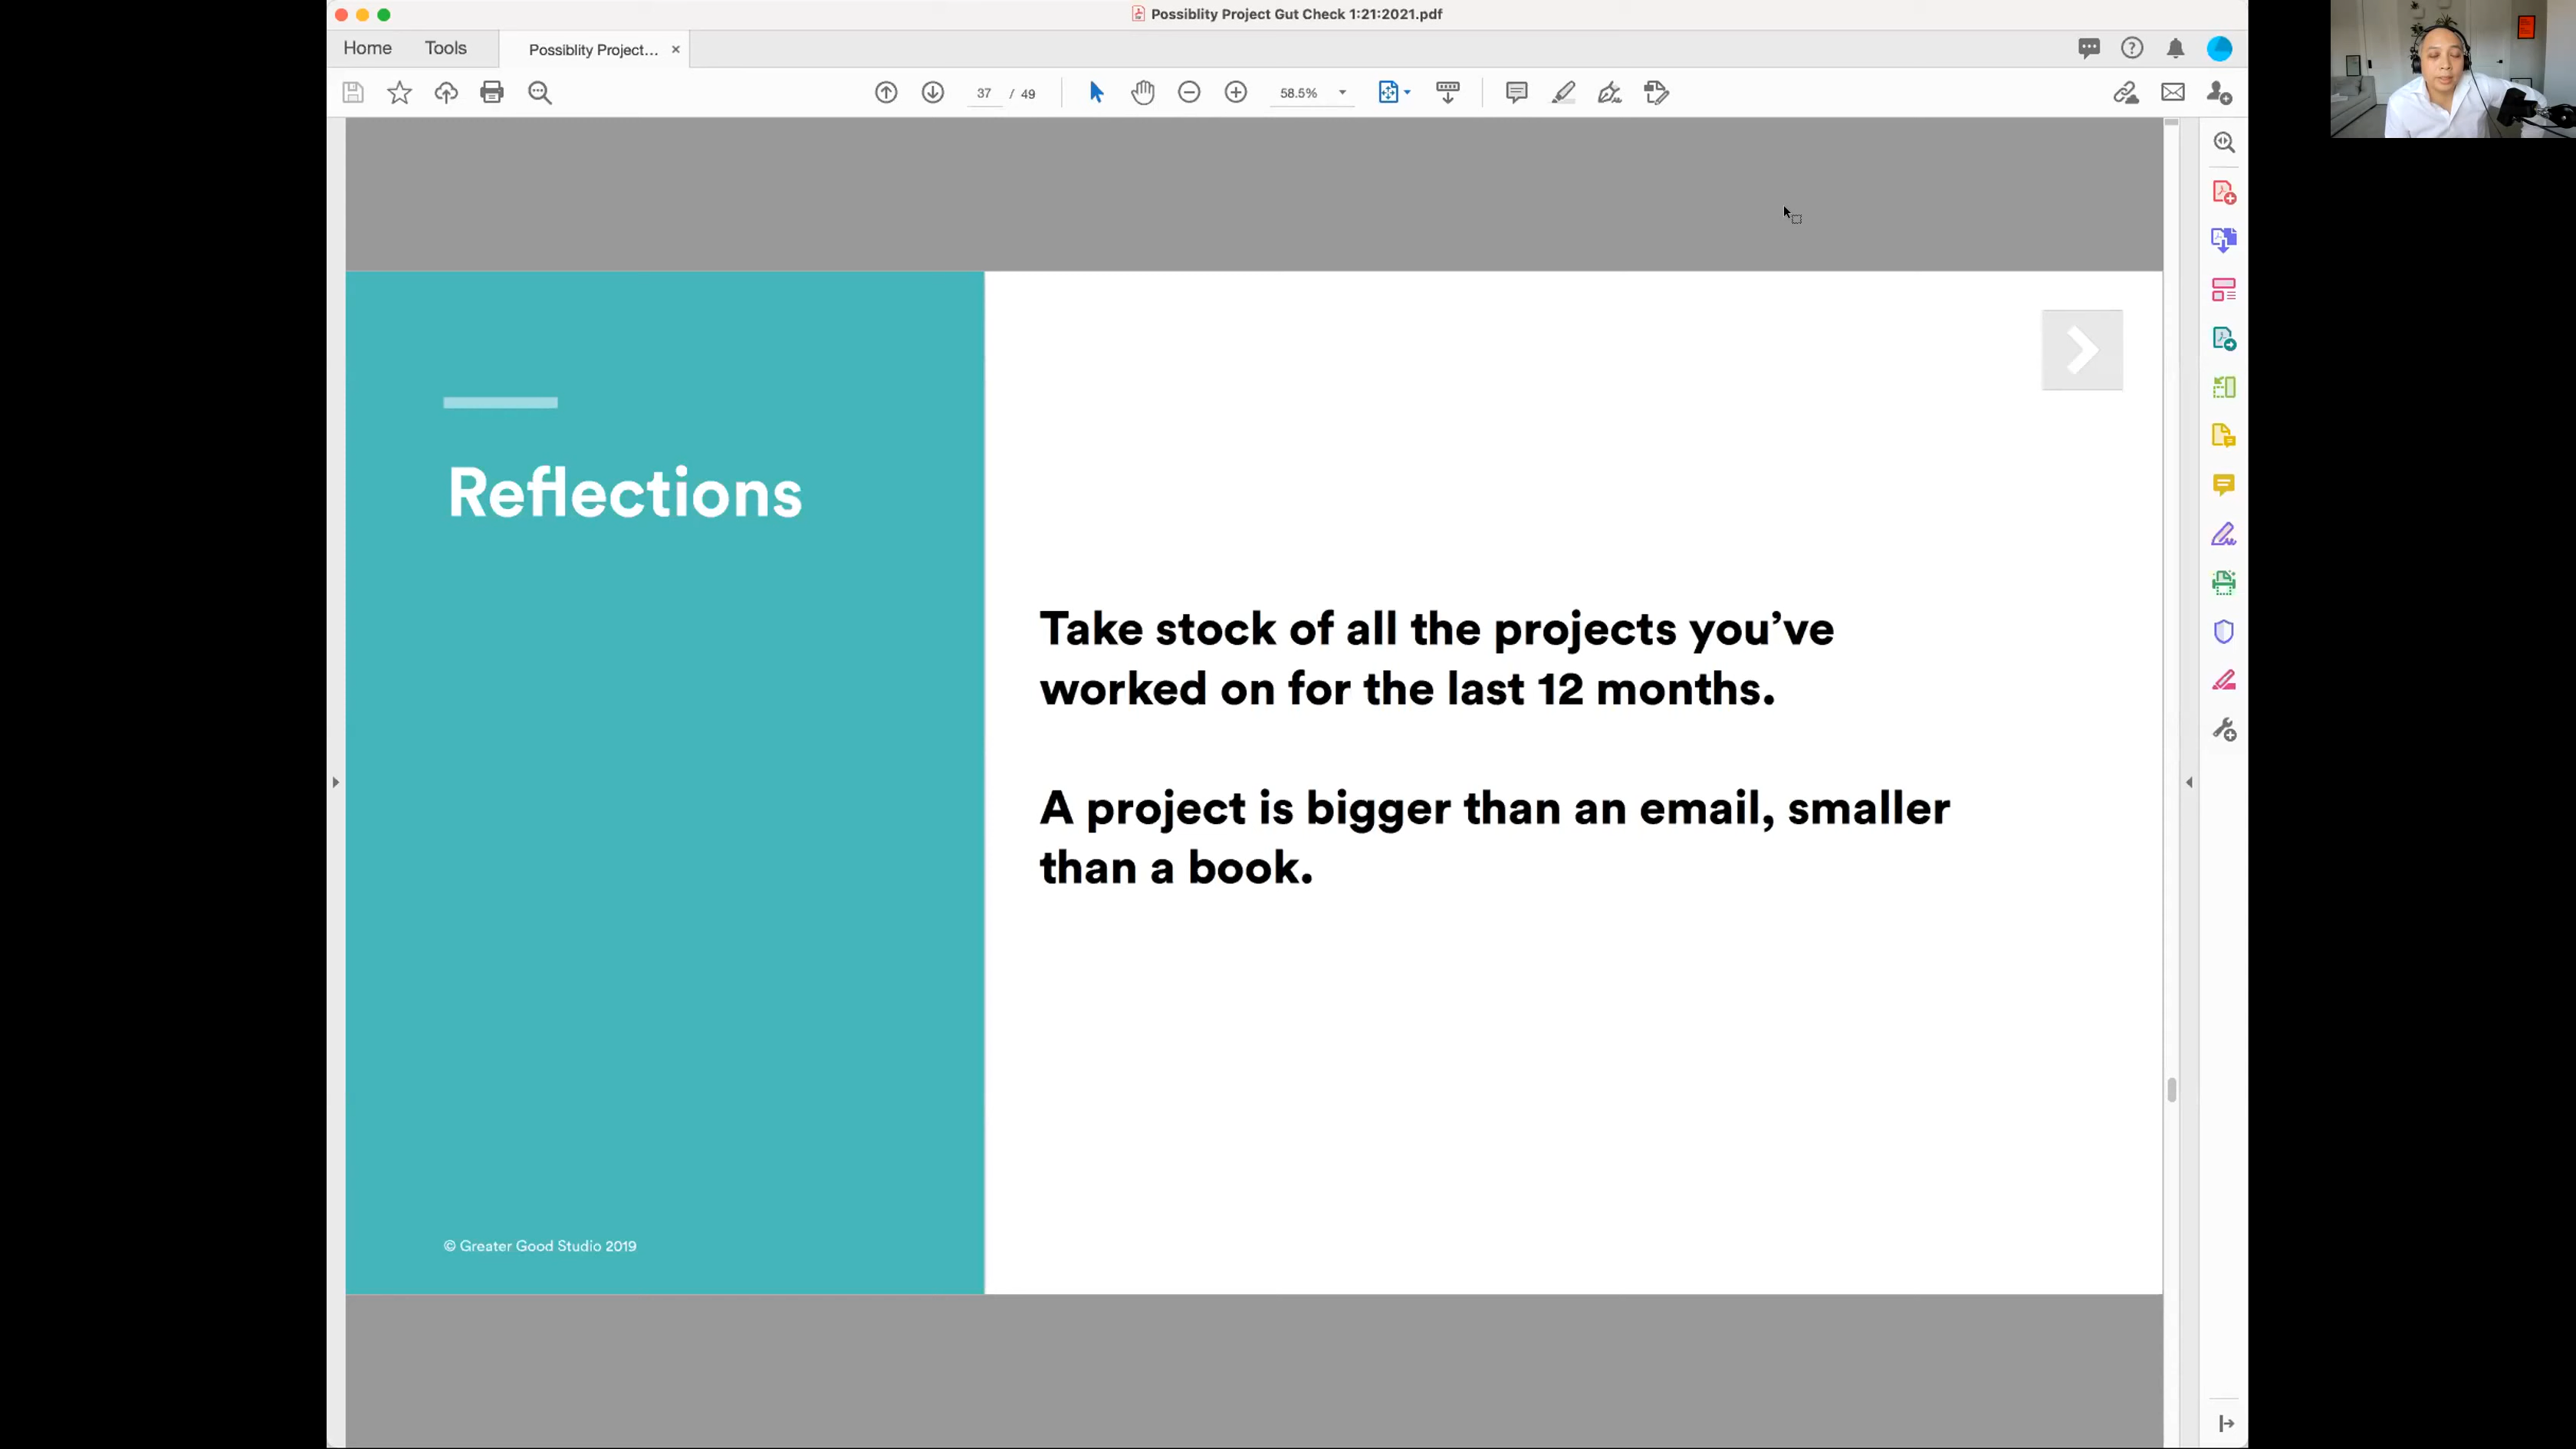 Possiblity Project Gut Check 1:21:2021.pdf
Home Tools Possiblity Project... ×
37 / 49 58.5%
Reflections
Take stock of all the projects you’ve
worked on for the last 12 months.
A project is bigger than an email, smaller
than a book.
© Greater Good Studio 2019